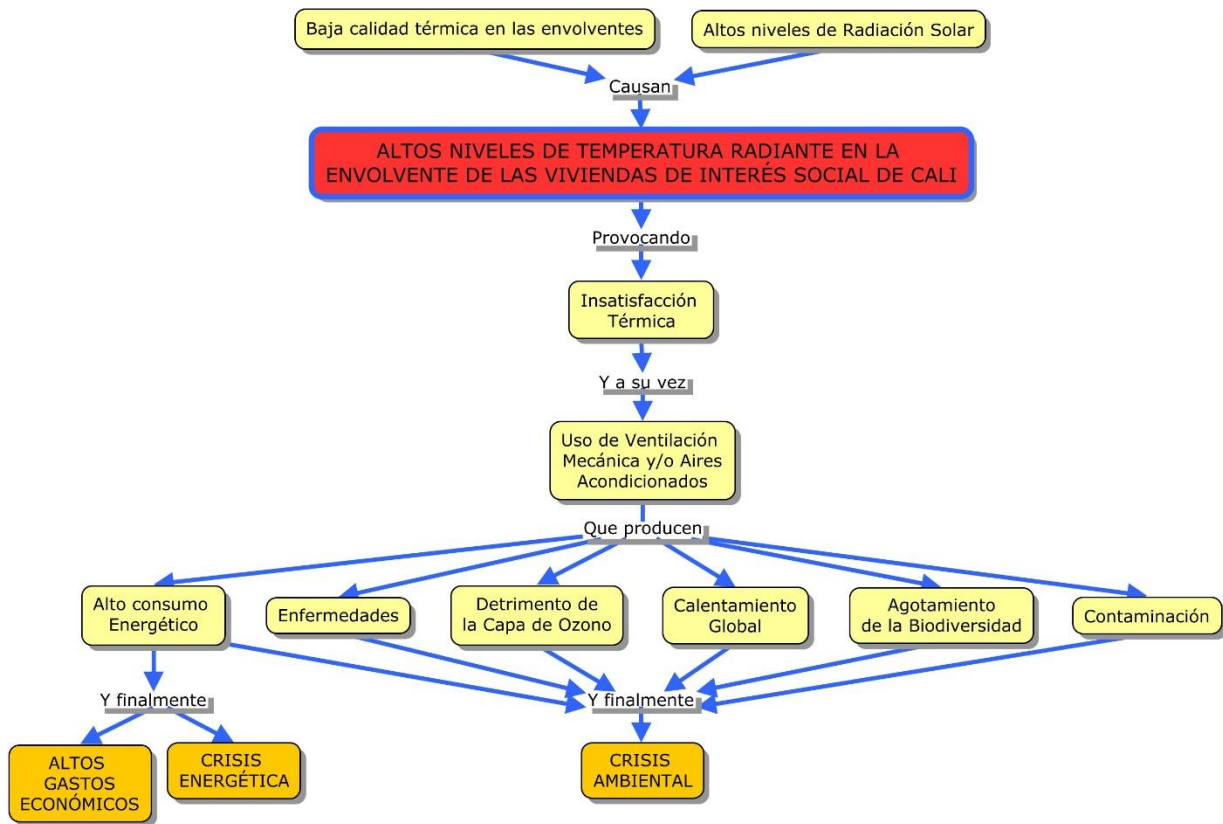 Baja calidad térmica en las envolventes
Altos niveles de Radiación Solar
Causan
ALTOS NIVELES DE TEMPERATURA RADIANTE EN LA
ENVOLVENTE DE LAS VIVIENDAS DE INTERÉS SOCIAL DE CALI
Provocando
Insatisfacción
Térmica
Y a su vez
Uso de Ventilación
Mecánica y/o Aires
Acondicionados
Que producen
Alto consumo
Energético
Enfermedades
Detrimento de
la Capa de Ozono
Calentamiento
Global
Agotamiento
de la Biodiversidad
Contaminación
Y finalmente
Y finalmente
ALTOS
GASTOS
ECONÓMICOS
CRISIS
ENERGÉTICA
CRISIS
AMBIENTAL